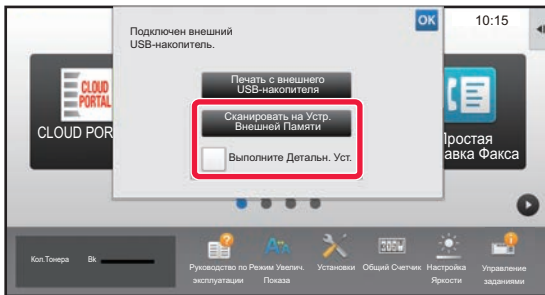 Подключен внешний
USB-накопитель.
OK
10:15
Печать с внешнего
USB-накопителя
Сканировать на Устр.
Внешней Памяти
Выполните Детальн. Уст.
CLOUD
PORTAL
CLOUD POR
Простая
авка Факса
Кол.Тонера Bk
Руководство по
эксплуатации
Режим Увелич.
Показа
Установки
Общий Счетчик
Настройка
Яркости
Управление
заданиями